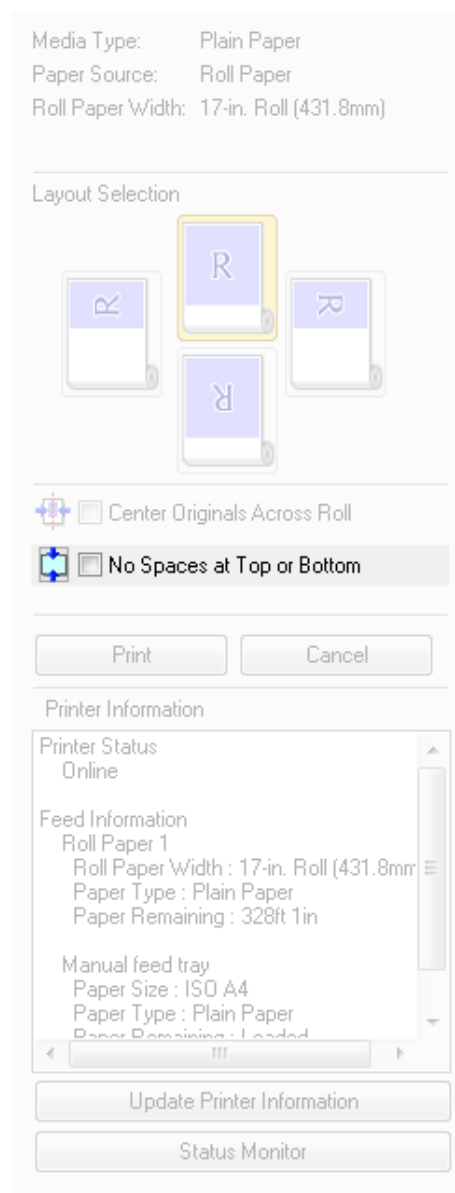 Media Type: Plain Paper
Paper Source: Roll Paper
Roll Paper Width: 17-in. Roll (431.8mm)
Layout Selection
R
R
R
R
Center Originals Across Roll
No Spaces at Top or Bottom
Print Cancel
Printer Information
Printer Status
Online
Feed Information
Roll Paper 1
Roll Paper Width : 17-in. Roll (431.8mm
Paper Type : Plain Paper
Paper Remaining : 328ft 1in
Manual feed tray
Paper Size : ISO A4
Paper Type : Plain Paper
Paper Remaining : Loaded
Update Printer Information
Status Monitor